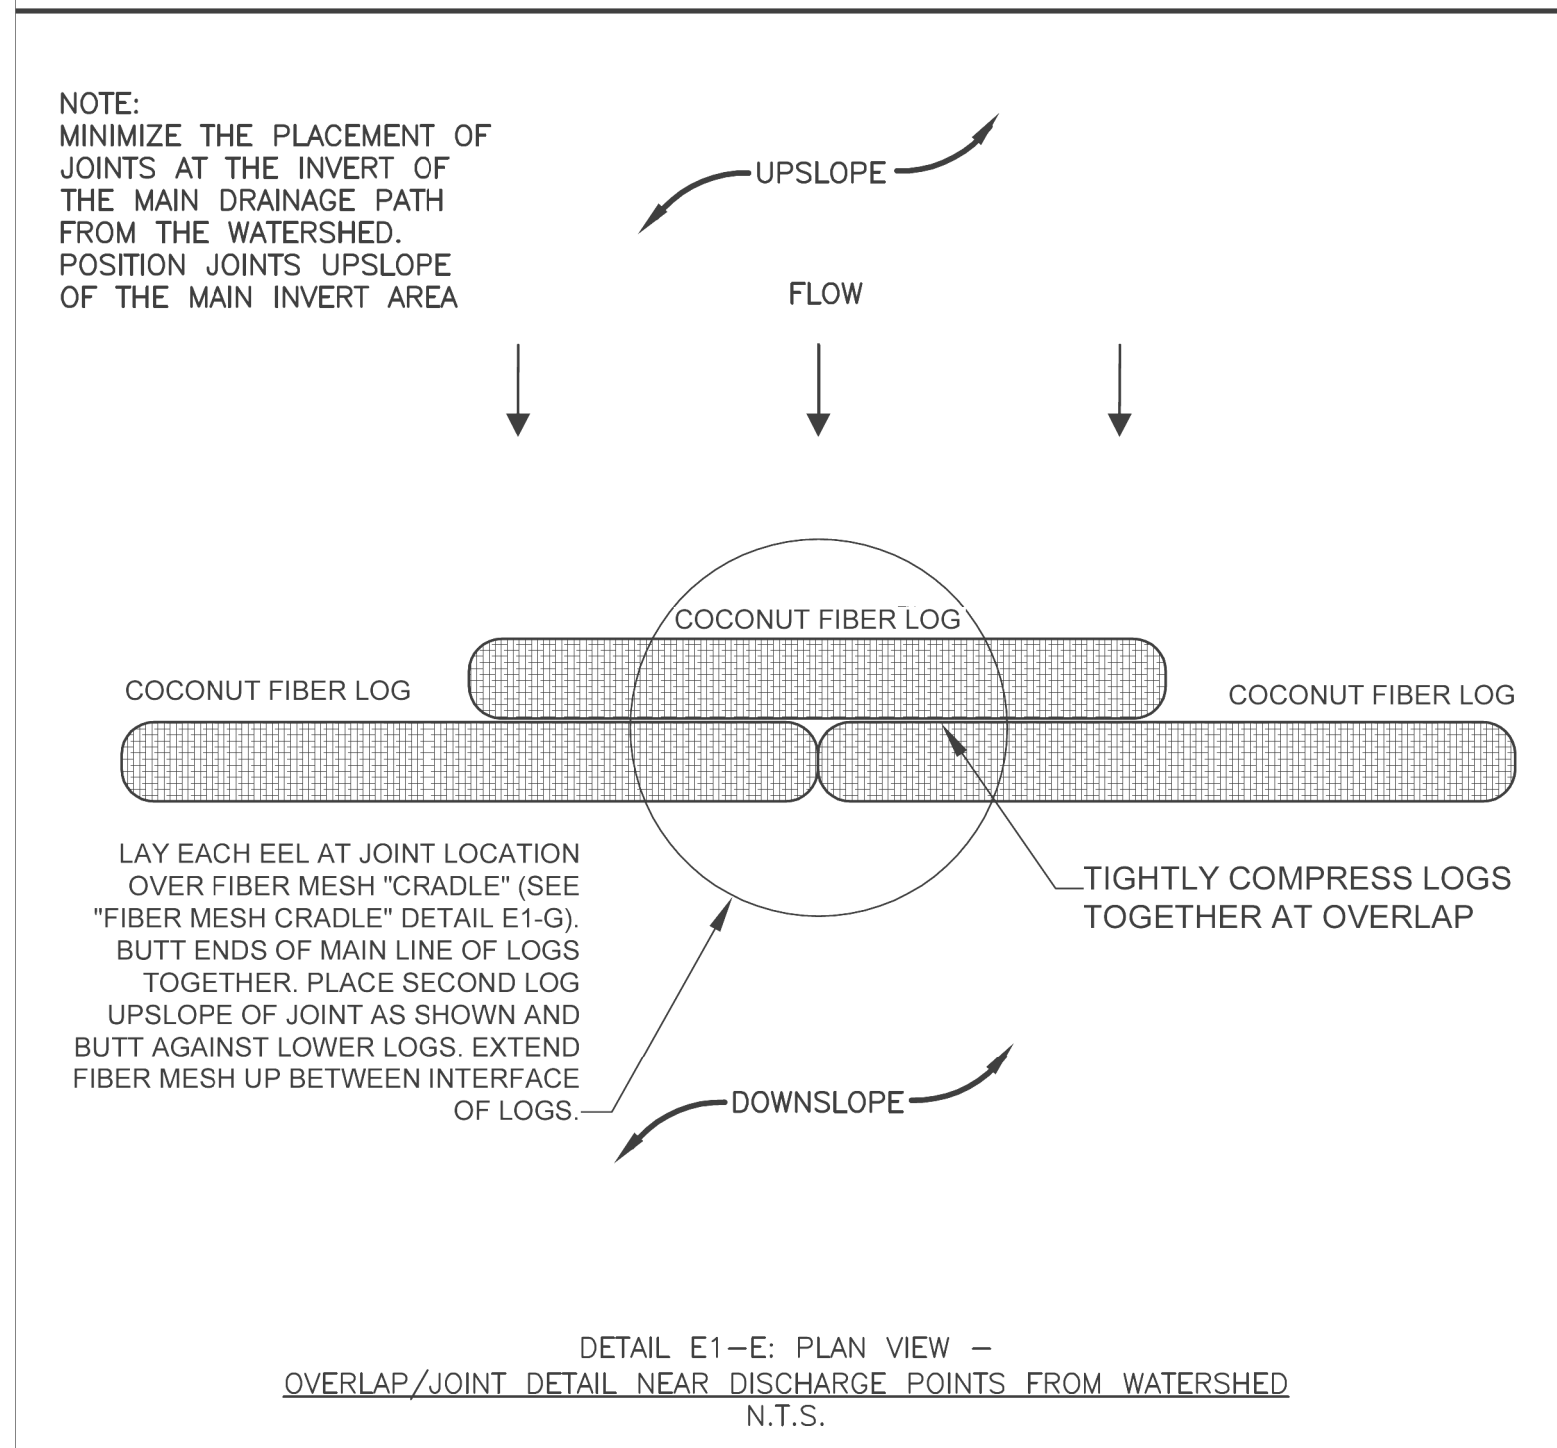 NOTE:
MINIMIZE THE PLACEMENT OF
JOINTS AT THE INVERT OF
THE MAIN DRAINAGE PATH
FROM THE WATERSHED.
POSITION JOINTS UPSLOPE
OF THE MAIN INVERT AREA
UPSLOPE
FLOW
COCONUT FIBER LOG
COCONUT FIBER LOG
COCONUT FIBER LOG
LAY EACH EEL AT JOINT LOCATION
OVER FIBER MESH "CRADLE" (SEE
"FIBER MESH CRADLE" DETAIL E1-G).
BUTT ENDS OF MAIN LINE OF LOGS
TOGETHER. PLACE SECOND LOG
UPSLOPE OF JOINT AS SHOWN AND
BUTT AGAINST LOWER LOGS. EXTEND
FIBER MESH UP BETWEEN INTERFACE
OF LOGS.
TIGHTLY COMPRESS LOGS
TOGETHER AT OVERLAP
DOWNSLOPE
DETAIL E1-E: PLAN VIEW -
OVERLAP/JOINT DETAIL NEAR DISCHARGE POINTS FROM WATERSHED
N.T.S.